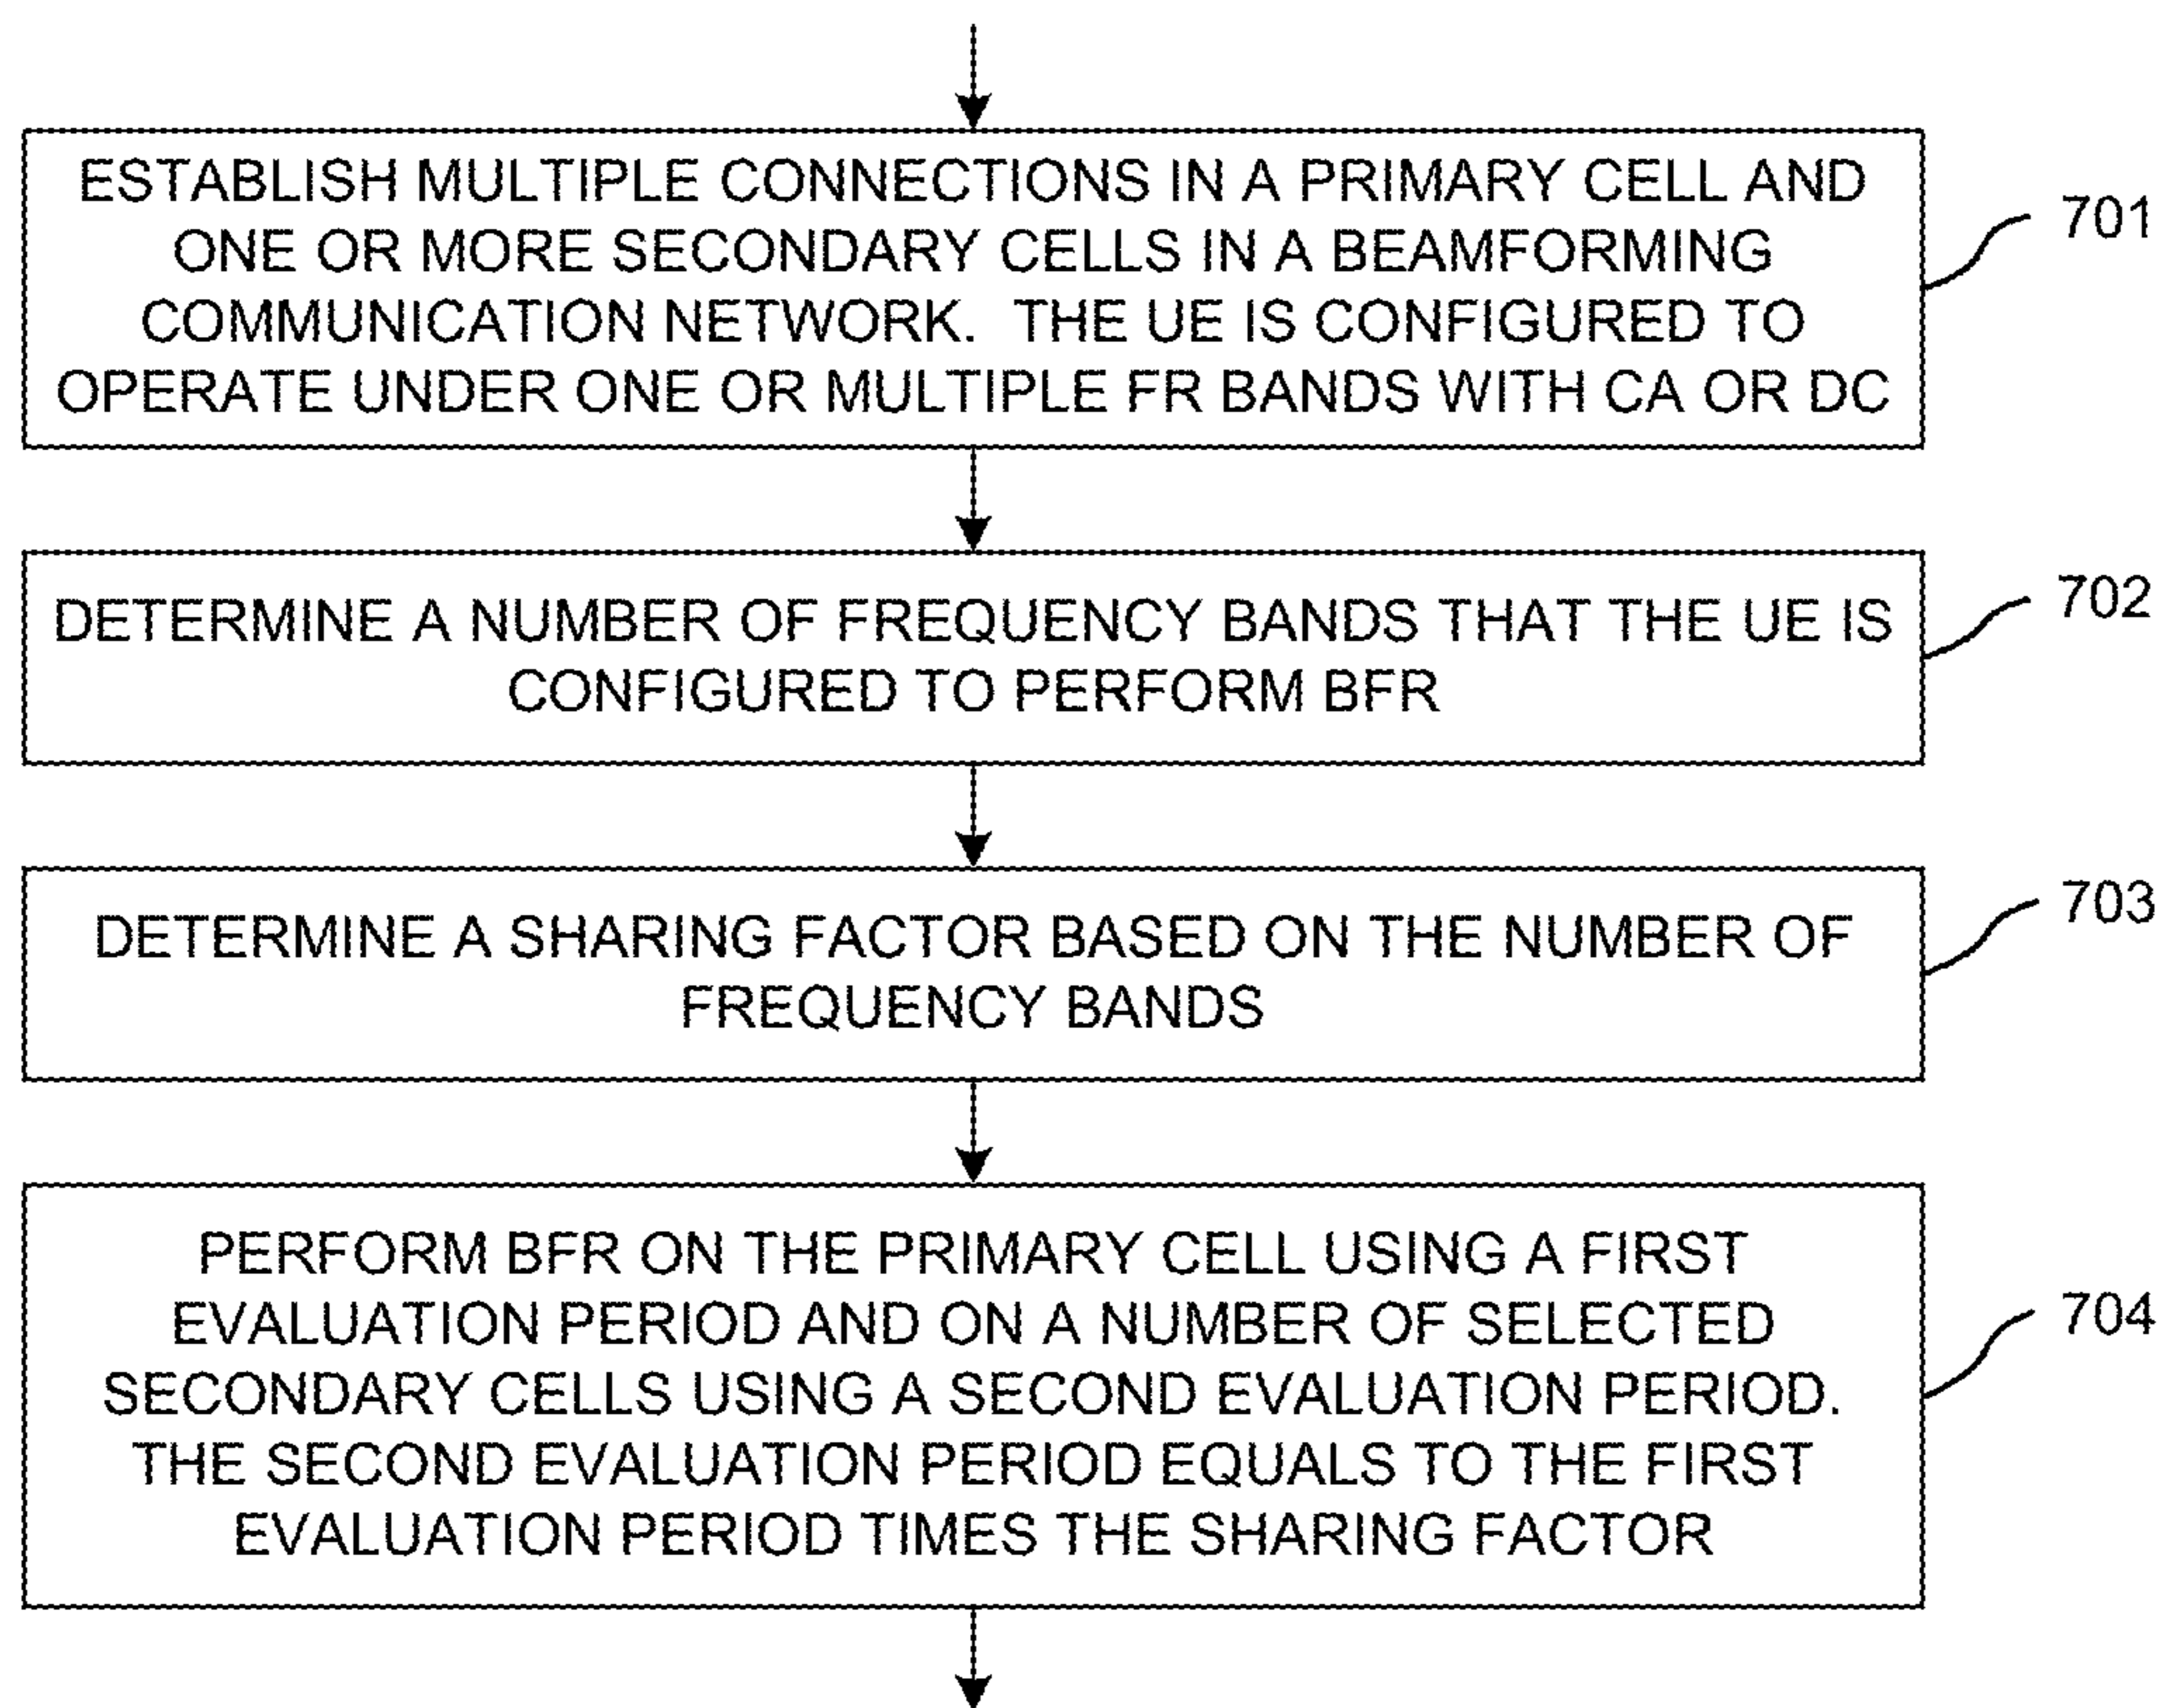 ESTABLISH MULTIPLE CONNECTIONS IN A PRIMARY CELL AND
ONE OR MORE SECONDARY CELLS IN A BEAMFORMING
COMMUNICATION NETWORK.  THE UE IS CONFIGURED TO
OPERATE UNDER ONE OR MULTIPLE FR BANDS WITH CA OR DC
701
DETERMINE A NUMBER OF FREQUENCY BANDS THAT THE UE IS
CONFIGURED TO PERFORM BFR
702
DETERMINE A SHARING FACTOR BASED ON THE NUMBER OF
FREQUENCY BANDS
703
PERFORM BFR ON THE PRIMARY CELL USING A FIRST
EVALUATION PERIOD AND ON A NUMBER OF SELECTED
SECONDARY CELLS USING A SECOND EVALUATION PERIOD.
THE SECOND EVALUATION PERIOD EQUALS TO THE FIRST
EVALUATION PERIOD TIMES THE SHARING FACTOR
704